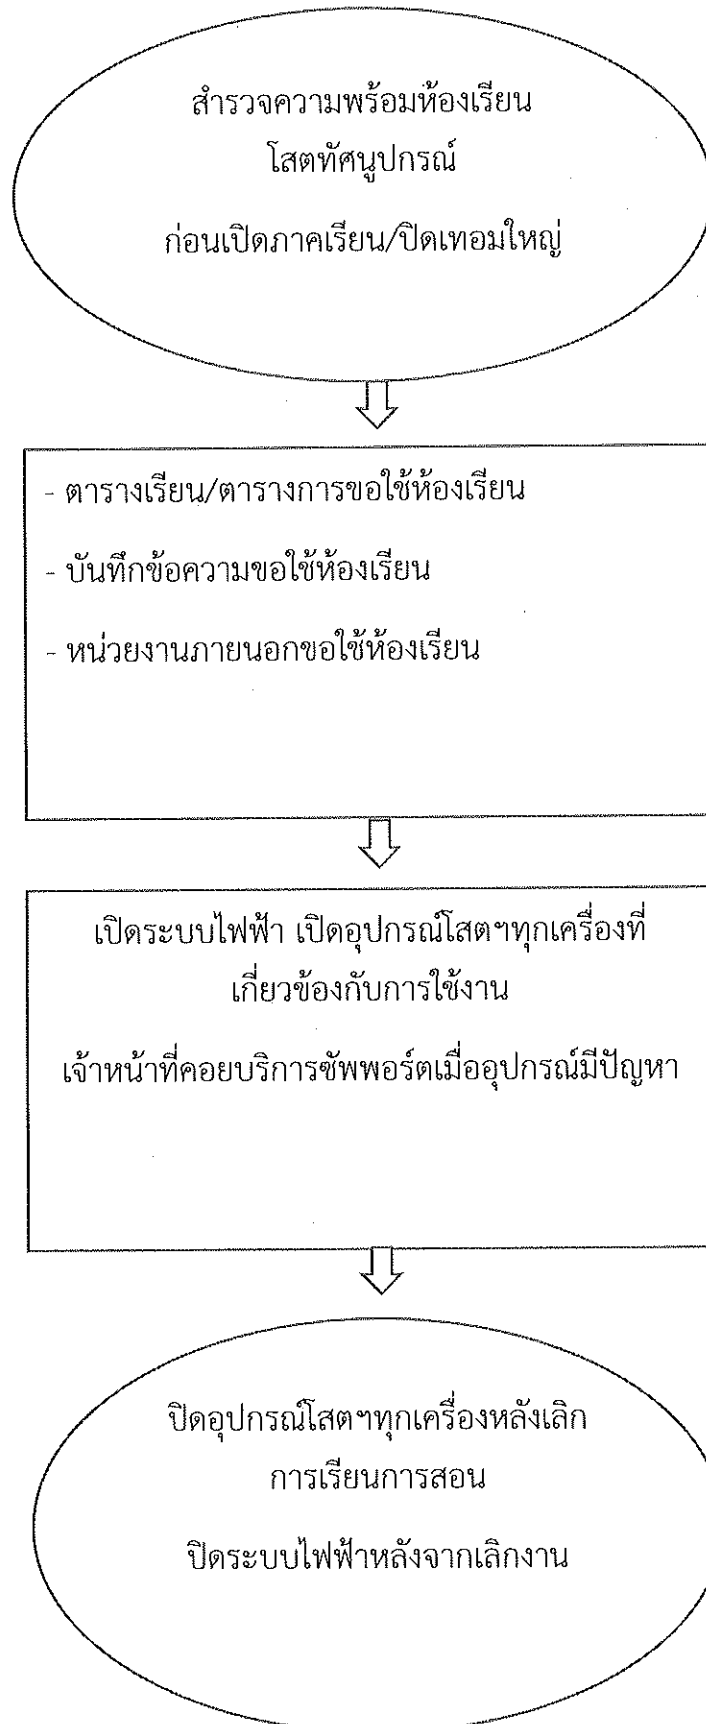 สำรวจความพร้อมห้องเรียน
โสตทัศนูปกรณ์
ก่อนเปิดภาคเรียน/ปิดเทอมใหญ่
- ตารางเรียน/ตารางการขอใช้ห้องเรียน
- บันทึกข้อความขอใช้ห้องเรียน
- หน่วยงานภายนอกขอใช้ห้องเรียน
เปิดระบบไฟฟ้า เปิดอุปกรณ์โสตฯทุกเครื่องที่
เกี่ยวข้องกับการใช้งาน
เจ้าหน้าที่คอยบริการซัพพอร์ตเมื่ออุปกรณ์มีปัญหา
ปิดอุปกรณ์โสตฯทุกเครื่องหลังเลิก
การเรียนการสอน
ปิดระบบไฟฟ้าหลังจากเลิกงาน